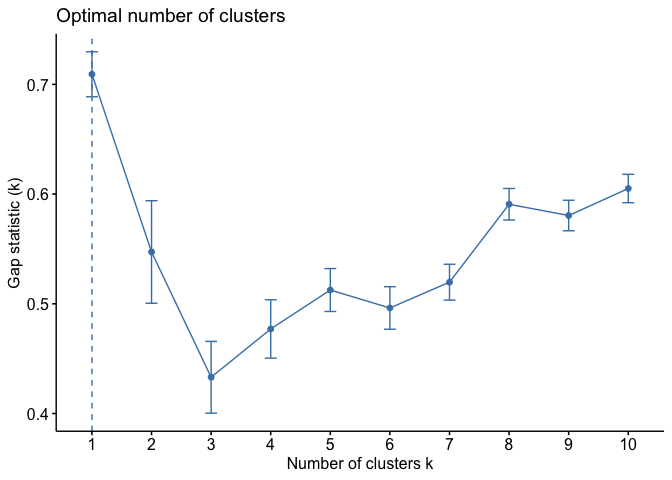 Optimal number of clusters
Gap statistic (k)
0.7
0.6
0.5
0.4
1 2 3 4 5 6 7 8 9 10
Number of clusters k